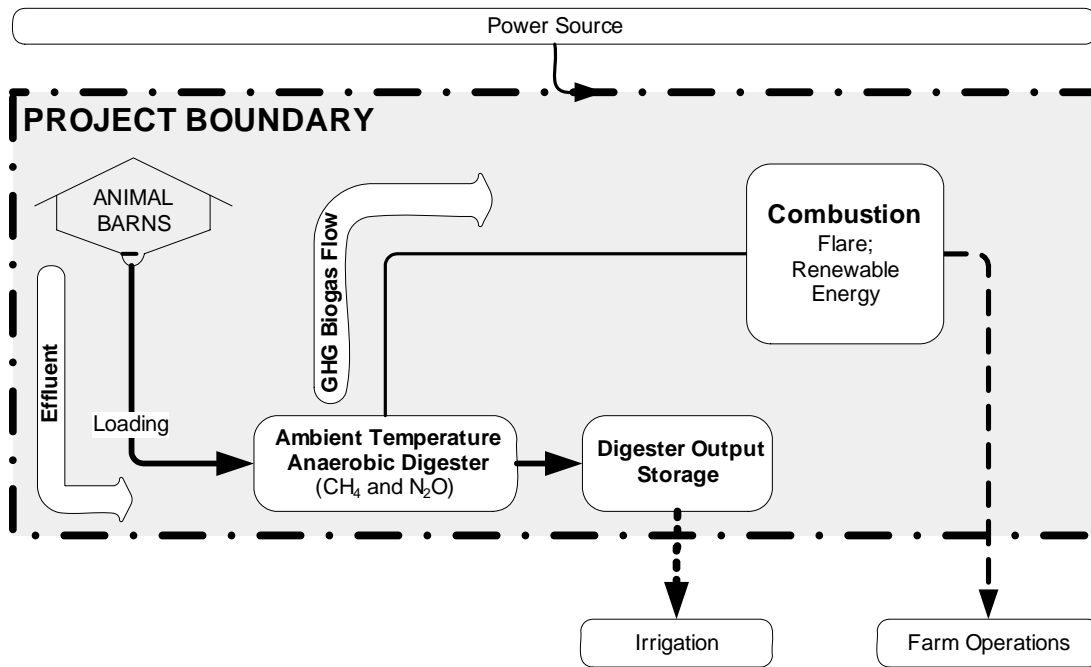 Power Source
PROJECT BOUNDARY
ANIMAL
BARNS
Combustion
Flare;
Renewable
Energy
GHG Biogas Flow
Effluent
Loading
Ambient Temperature
Anaerobic Digester
(CH₄ and N₂O)
Digester Output
Storage
Irrigation
Farm Operations